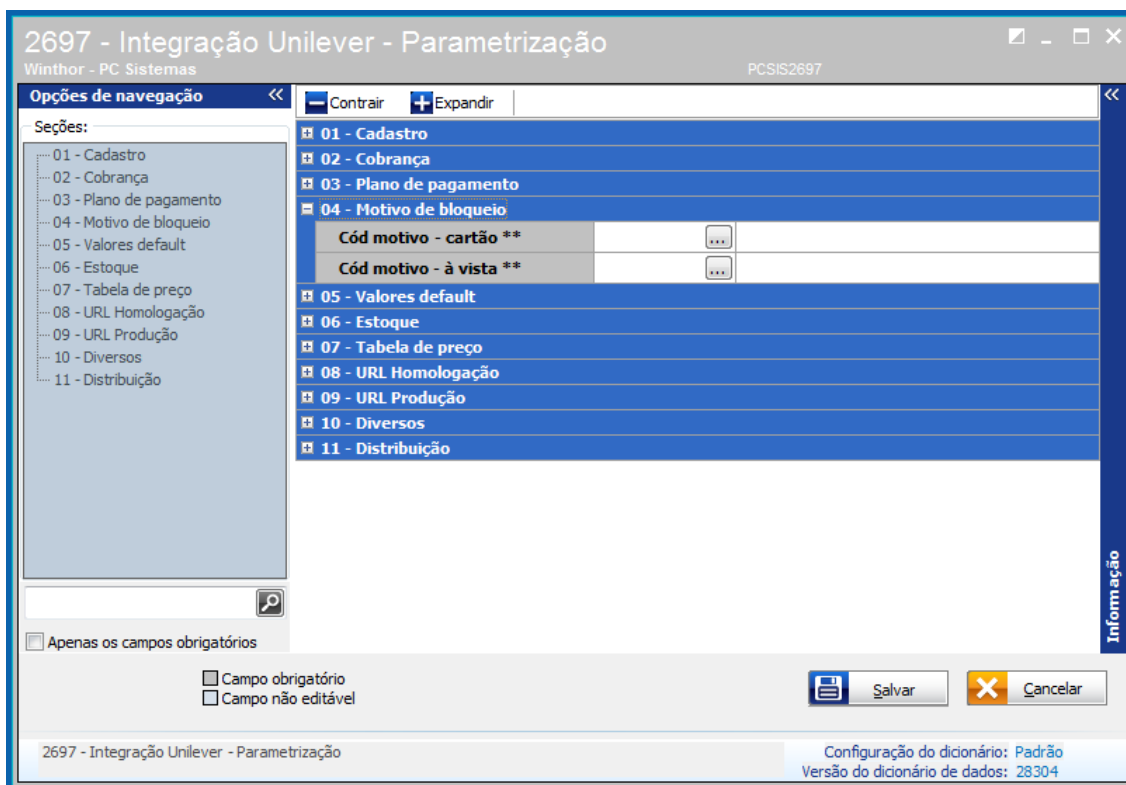 2697 - Integração Unilever - Parametrização
Winthor - PC Sistemas
PCSIS2697
Opções de navegação
Seções:
01 - Cadastro
02 - Cobrança
03 - Plano de pagamento
04 - Motivo de bloqueio
05 - Valores default
06 - Estoque
07 - Tabela de preço
08 - URL Homologação
09 - URL Produção
10 - Diversos
11 - Distribuição
Apenas os campos obrigatórios
Contrair Expandir
01 - Cadastro
02 - Cobrança
03 - Plano de pagamento
04 - Motivo de bloqueio
Cód motivo - cartão ** ...
Cód motivo - à vista ** ...
05 - Valores default
06 - Estoque
07 - Tabela de preço
08 - URL Homologação
09 - URL Produção
10 - Diversos
11 - Distribuição
Informação
Campo obrigatório
Campo não editável
Salvar
Cancelar
2697 - Integração Unilever - Parametrização
Configuração do dicionário: Padrão
Versão do dicionário de dados: 28304